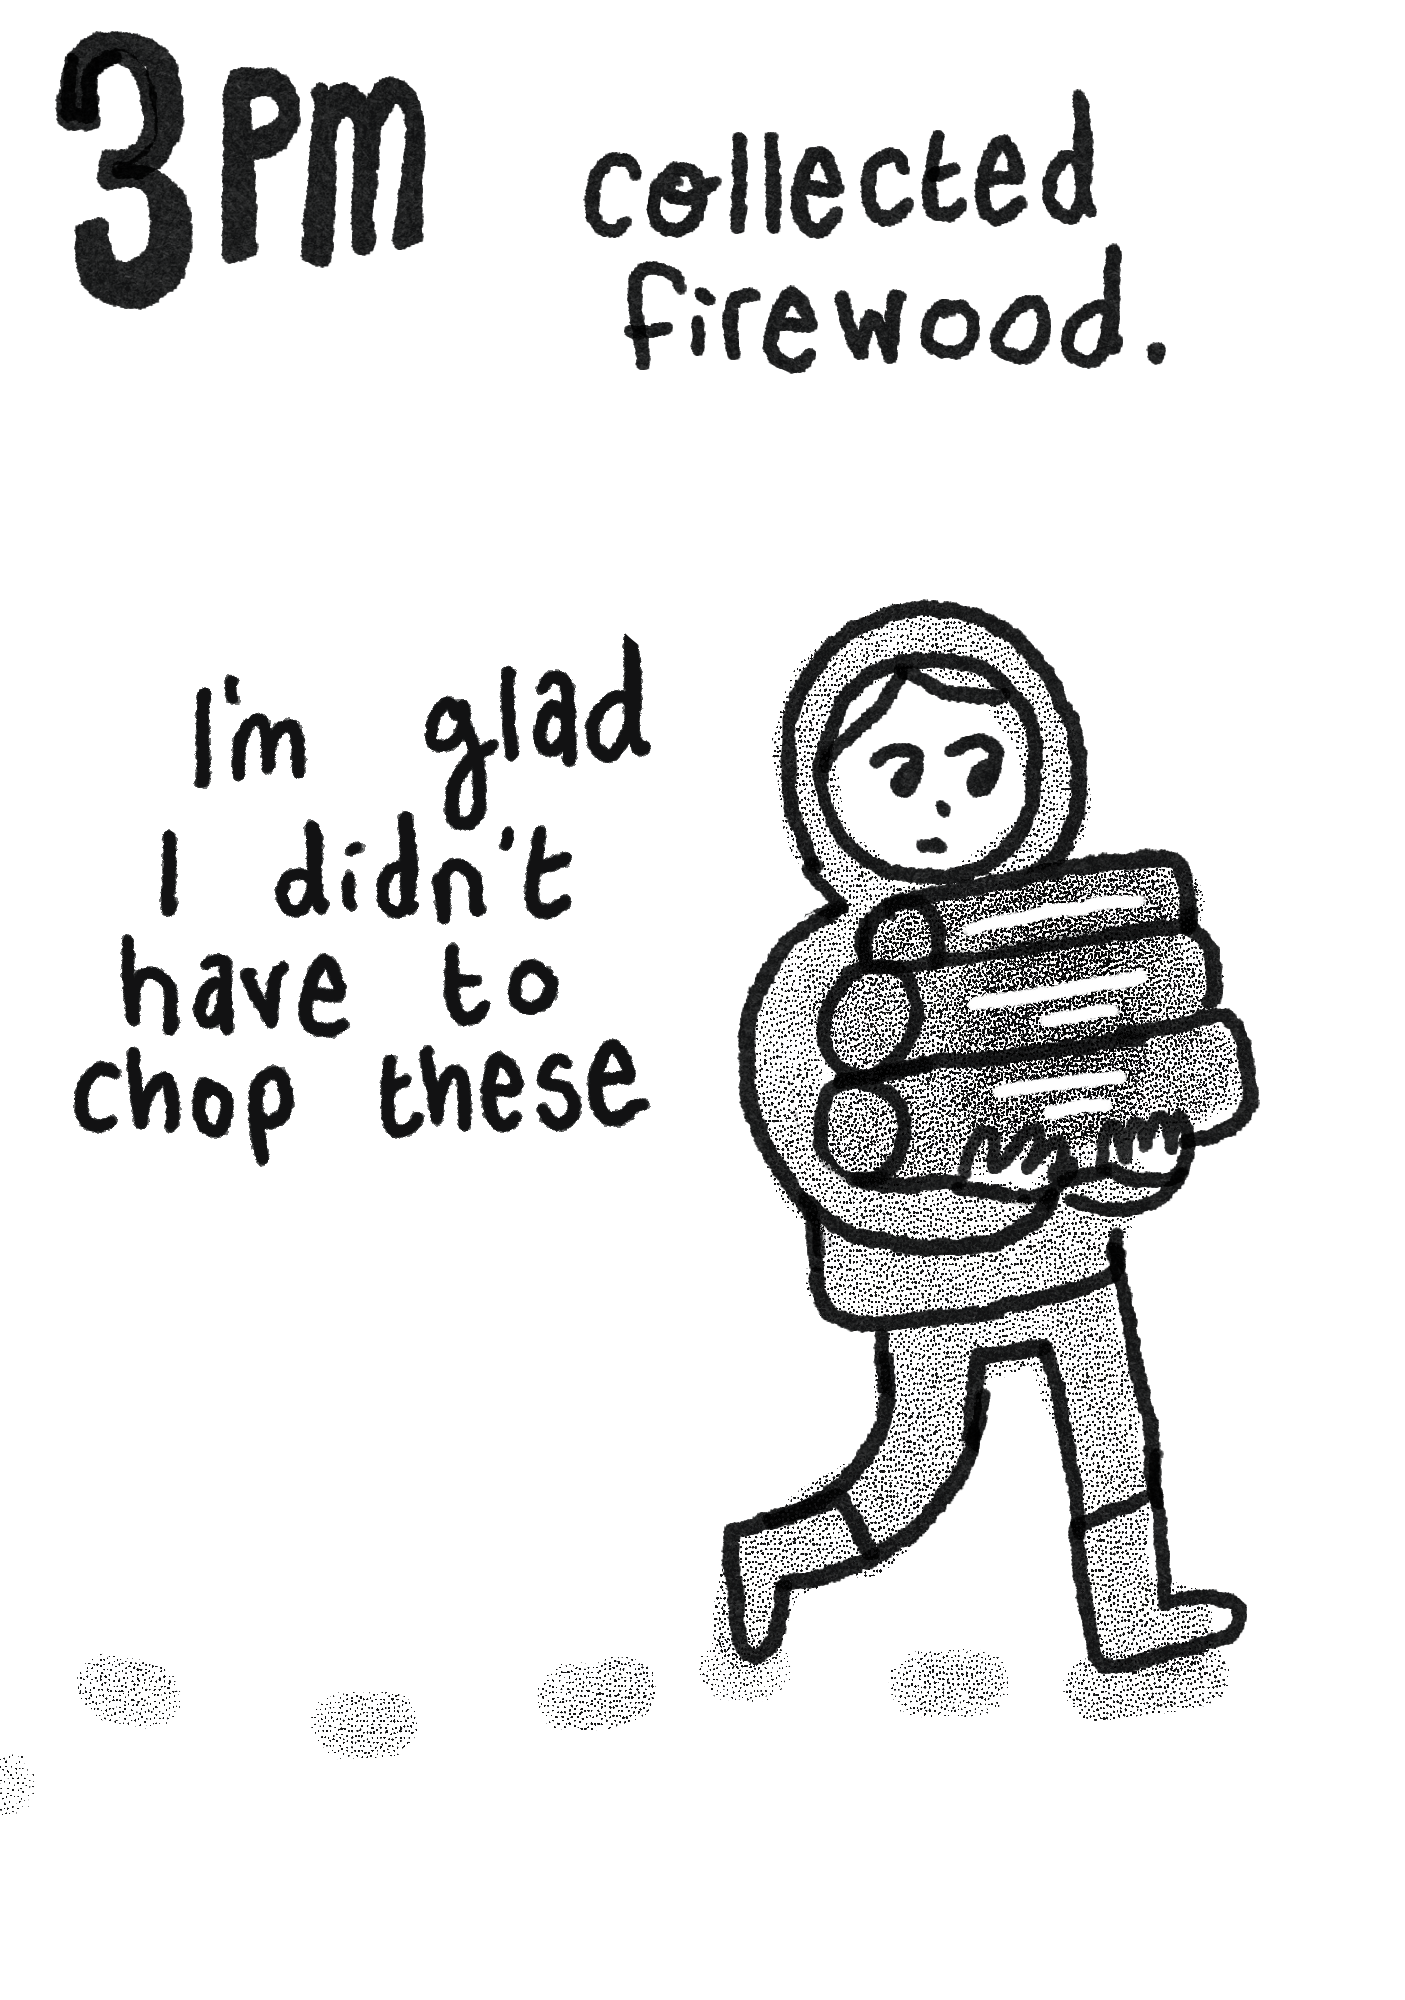 3PM
collected
firewood.
I'm glad
I didn't
have to
chop these